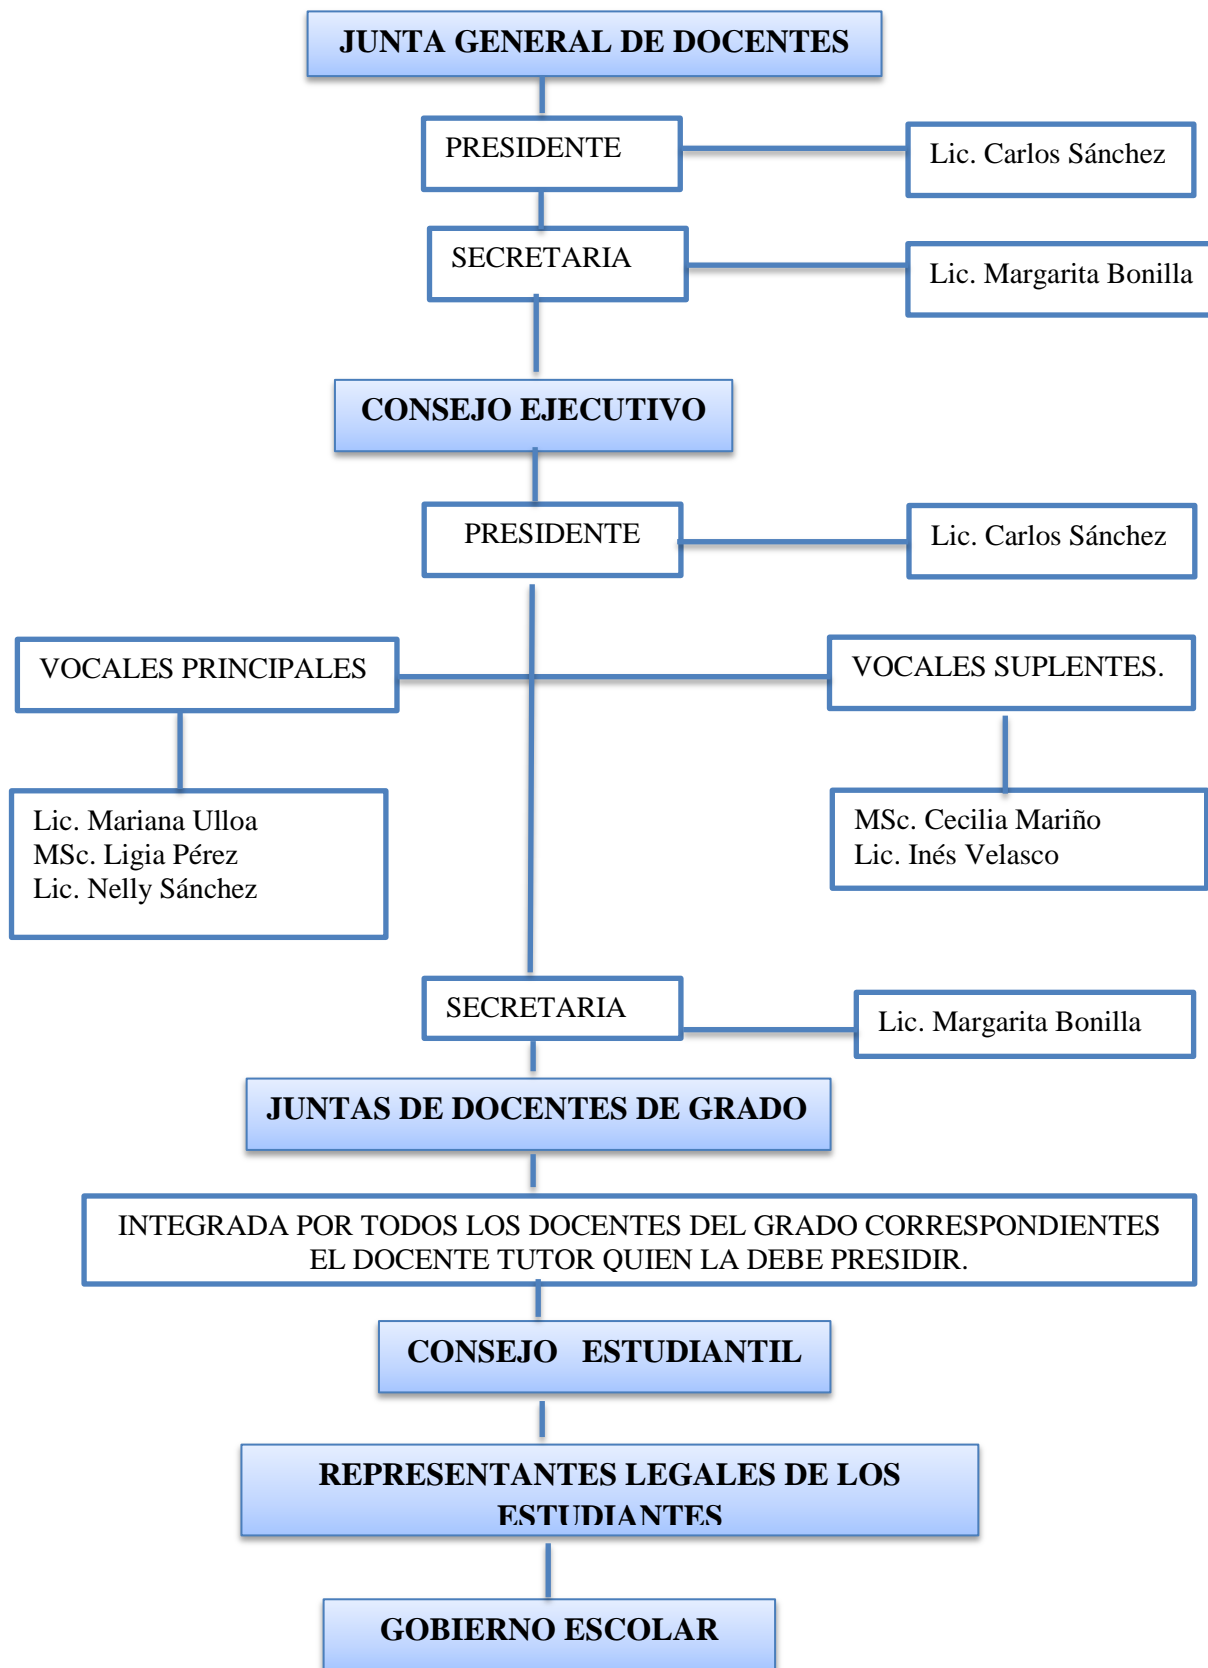 JUNTA GENERAL DE DOCENTES
PRESIDENTE
Lic. Carlos Sánchez
SECRETARIA
Lic. Margarita Bonilla
CONSEJO EJECUTIVO
PRESIDENTE
Lic. Carlos Sánchez
VOCALES PRINCIPALES
VOCALES SUPLENTES.
Lic. Mariana Ulloa
MSc. Ligia Pérez
Lic. Nelly Sánchez
MSc. Cecilia Mariño
Lic. Inés Velasco
SECRETARIA
Lic. Margarita Bonilla
JUNTAS DE DOCENTES DE GRADO
INTEGRADA POR TODOS LOS DOCENTES DEL GRADO CORRESPONDIENTES
EL DOCENTE TUTOR QUIEN LA DEBE PRESIDIR.
CONSEJO ESTUDIANTIL
REPRESENTANTES LEGALES DE LOS
ESTUDIANTES
GOBIERNO ESCOLAR